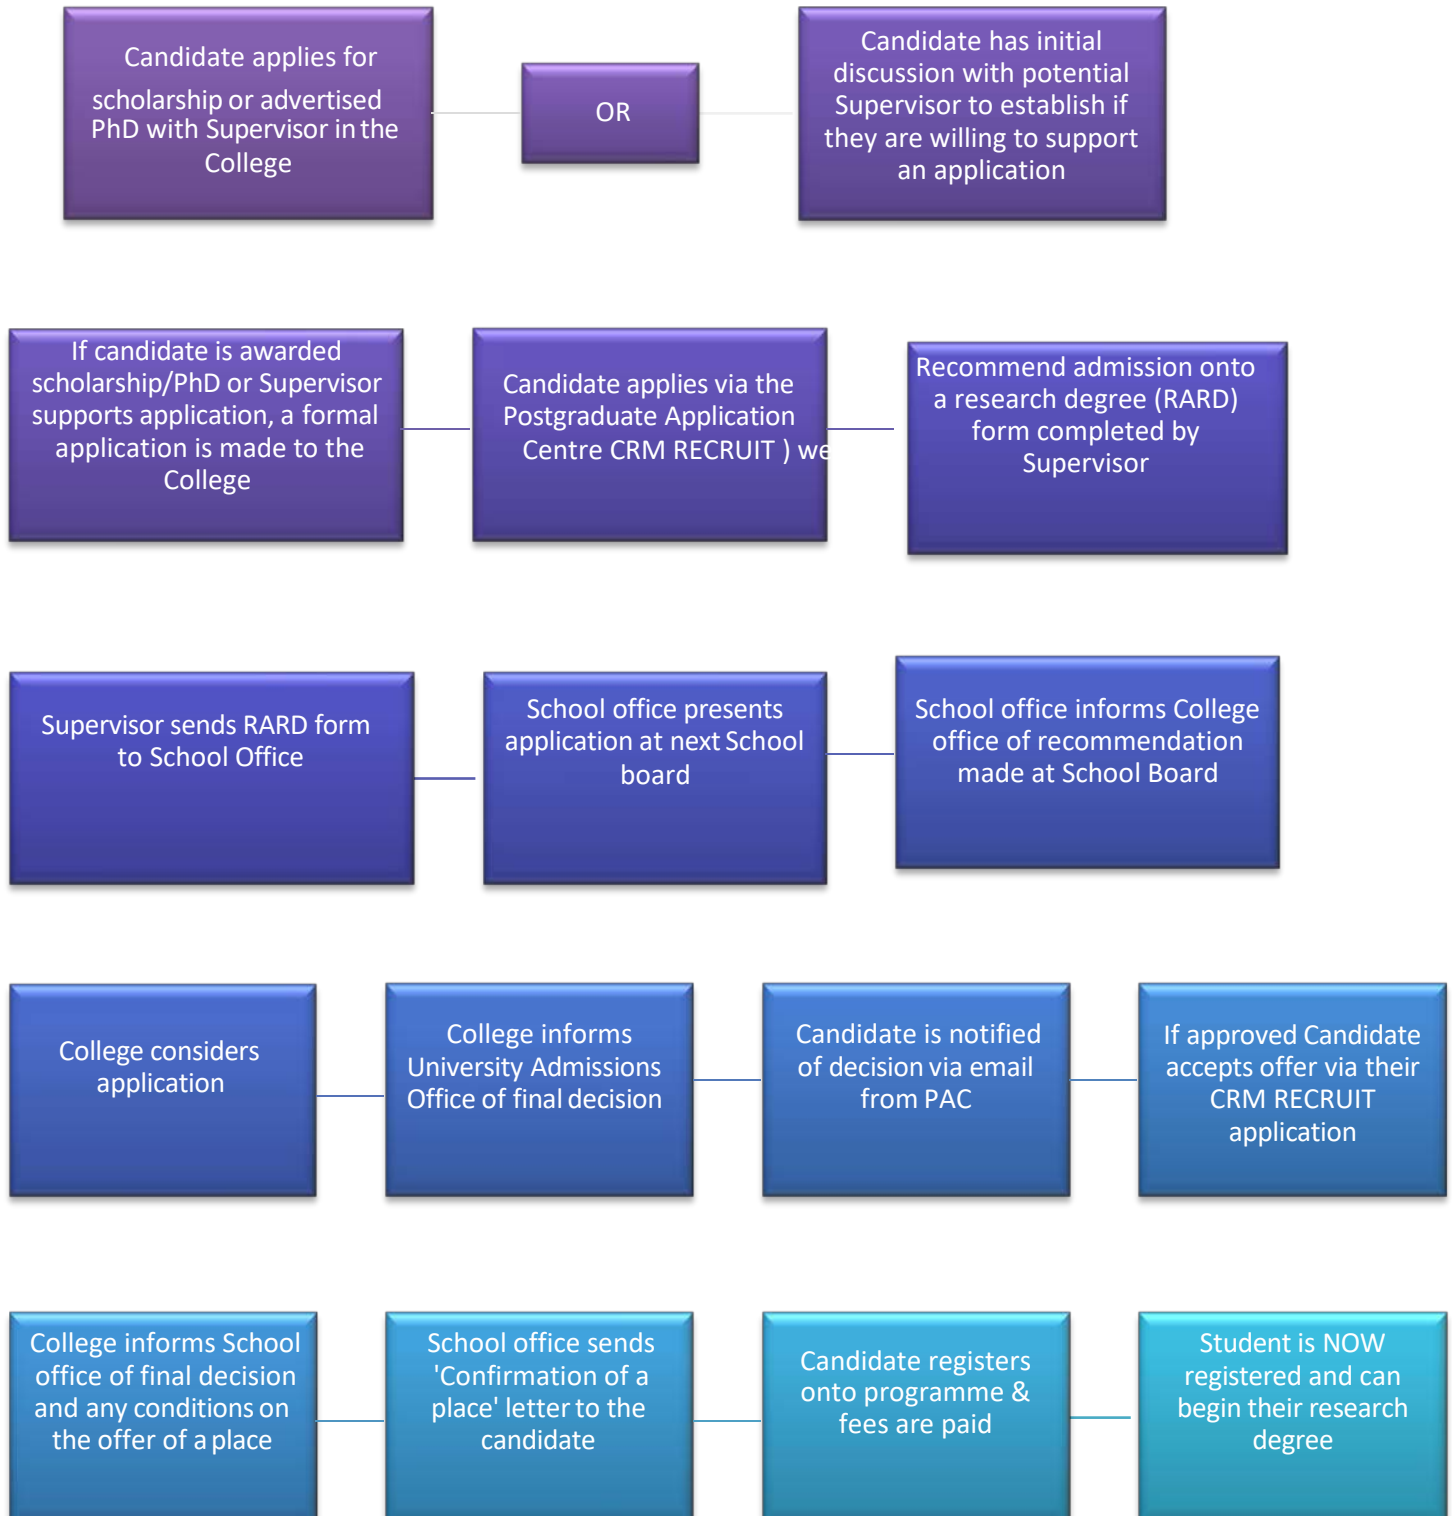 Candidate applies for
scholarship or advertised
PhD with Supervisor in the
College
OR
Candidate has initial
discussion with potential
Supervisor to establish if
they are willing to support
an application
If candidate is awarded
scholarship/PhD or Supervisor
supports application, a formal
application is made to the
College
Candidate applies via the
Postgraduate Application
Centre CRM RECRUIT ) we
Recommend admission onto
a research degree (RARD)
form completed by
Supervisor
Supervisor sends RARD form
to School Office
School office presents
application at next School
board
School office informs College
office of recommendation
made at School Board
College considers
application
College informs
University Admissions
Office of final decision
Candidate is notified
of decision via email
from PAC
If approved Candidate
accepts offer via their
CRM RECRUIT
application
College informs School
office of final decision
and any conditions on
the offer of a place
School office sends
'Confirmation of a
place' letter to the
candidate
Candidate registers
onto programme &
fees are paid
Student is NOW
registered and can
begin their research
degree